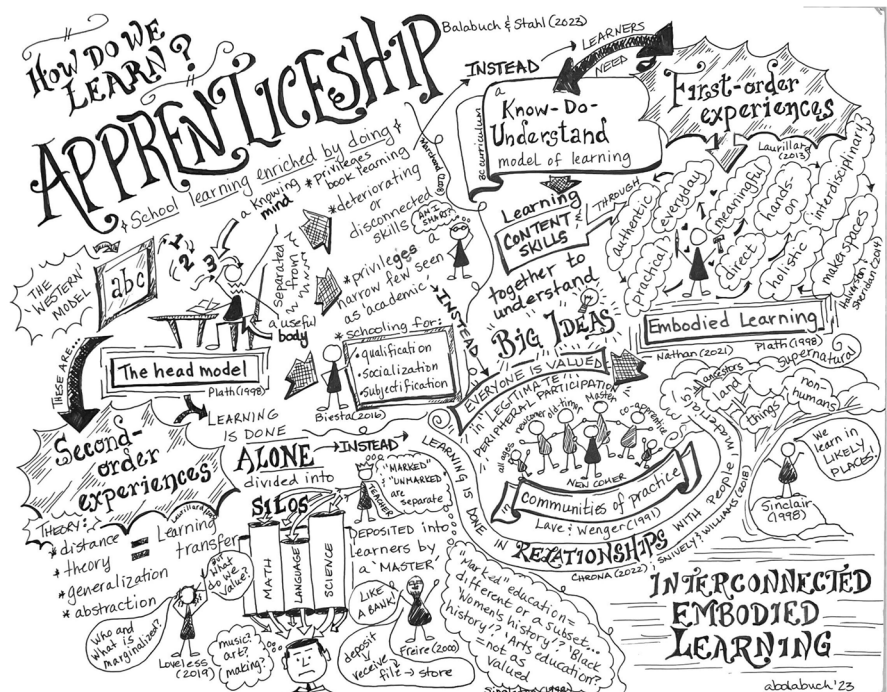 HOW DO WE
LEARN?
APPRENTICESHIP
Balabuch & Stahl (2023)
School learning enriched by doing
INSTEAD
LEARNERS
NEED
First-order
experiences
a
Know-Do-
Understand
model of learning
BC curriculum
Laurillard
(2013)
Learning
CONTENT &
SKILLS
THROUGH
together to
understand
BIG IDEAS
authentic
everyday
meaningful
hands-
on
interdisciplinary?
practical
direct
holistic
makerspaces
Halverson &
Sheridan (2014)
Embodied Learning
Nathan (2021)
Plath (1998)
THE
'WESTERN'
MODEL
abc
1
2
3
a knowing
mind
separated
from
a useful
body
* privileges
book learning
* deteriorating
or
disconnected
skills
AM I
SMART?
* privileges a
narrow few seen
as 'academic'
* schooling for:
• qualification
• socialization
• subjectification
Biesta (2016)
INSTEAD
THESE ARE...
The head model
Plath (1998)
LEARNING
IS DONE
ALONE
divided into
SILOS
MATH
LANGUAGE
SCIENCE
INSTEAD
Second-
order
experiences
Laurillard
THEORY:
* distance
* theory
* generalization
* abstraction
=
Learning
transfer
who and
what is
marginalized?
what
do we
value?
Loveless
(2019)
music?
art?
making?
TEACHER
"MARKED"
& "UNMARKED"
are
separate
DEPOSITED into
learners by
a 'MASTER'
LIKE
A BANK!
Freire (2000)
deposit
receive
file → store
"Marked" education =
different or a subset...
'Women's history'? 'Black
history'? 'Arts education'?
= not as
valued
EVERYONE IS VALUED
in "LEGITIMATE
PERIPHERAL PARTICIPATION"
all ages
newcomer
old-timer
Master
co-apprentice
NEW COMER
in communities of practice
Lave & Wenger (1991)
LEARNING IS DONE IN RELATIONSHIPS WITH PEOPLE & MATERIALS
CHRONA (2022); SNIVELY & WILLIAMS (2018)
Supernatural
ancestors
land
non-
humans
things
we
learn in
LIKELY
PLACES.
Sinclair
(1998)
INTERCONNECTED
EMBODIED
LEARNING
abalabuch '23